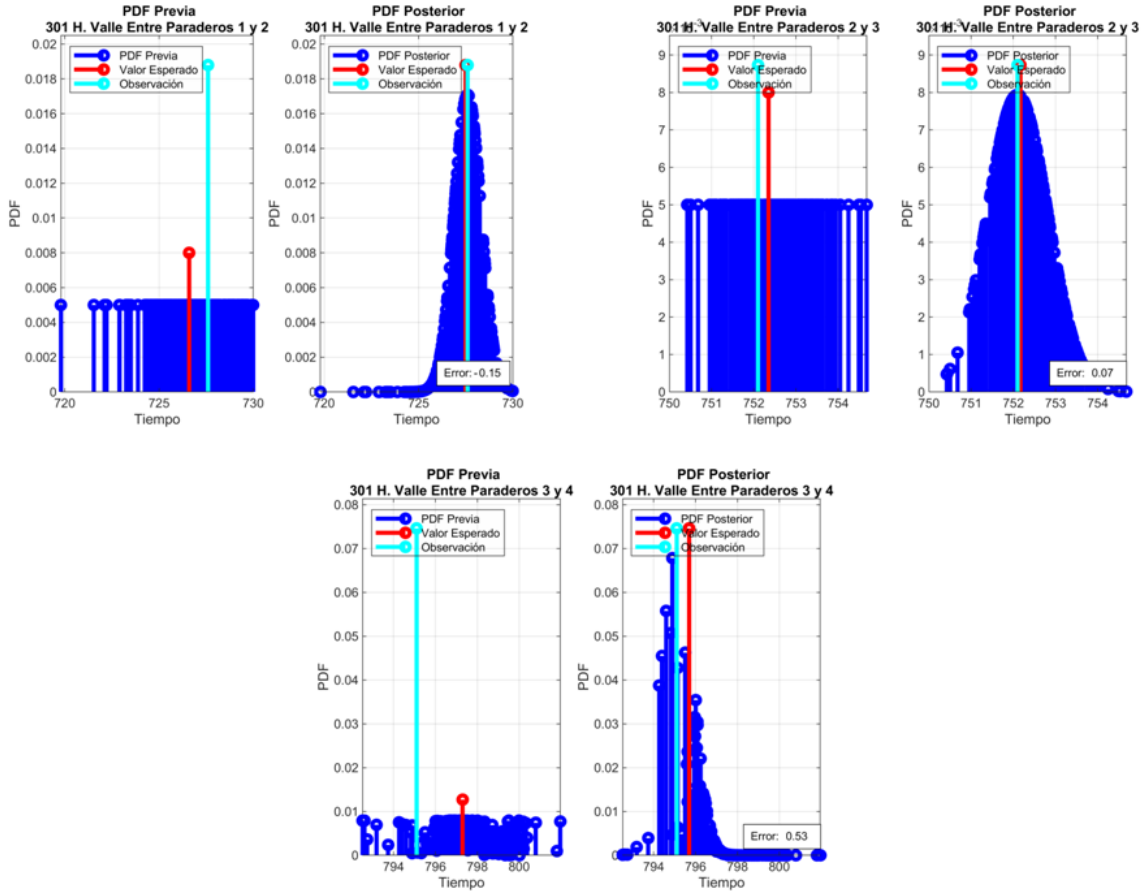 PDF Previa
301 H. Valle Entre Paraderos 1 y 2
0.02
0.018
0.016
0.014
0.012
0.01
0.008
0.006
0.004
0.002
0
PDF
720 725 730
Tiempo
PDF Previa
Valor Esperado
Observación
PDF Posterior
301 H. Valle Entre Paraderos 1 y 2
0.02
0.018
0.016
0.014
0.012
0.01
0.008
0.006
0.004
0.002
0
PDF
720 725 730
Tiempo
PDF Posterior
Valor Esperado
Observación
Error: -0.15
PDF Previa
301 H. Valle Entre Paraderos 2 y 3
9
8
7
6
5
4
3
2
1
0
PDF
750 751 752 753 754
Tiempo
PDF Previa
Valor Esperado
Observación
PDF Posterior
301 H. Valle Entre Paraderos 2 y 3
9
8
7
6
5
4
3
2
1
0
PDF
750 751 752 753 754
Tiempo
PDF Posterior
Valor Esperado
Observación
Error: 0.07
PDF Previa
301 H. Valle Entre Paraderos 3 y 4
0.08
0.07
0.06
0.05
0.04
0.03
0.02
0.01
0
PDF
794 796 798 800
Tiempo
PDF Previa
Valor Esperado
Observación
PDF Posterior
301 H. Valle Entre Paraderos 3 y 4
0.08
0.07
0.06
0.05
0.04
0.03
0.02
0.01
0
PDF
794 796 798 800
Tiempo
PDF Posterior
Valor Esperado
Observación
Error: 0.53